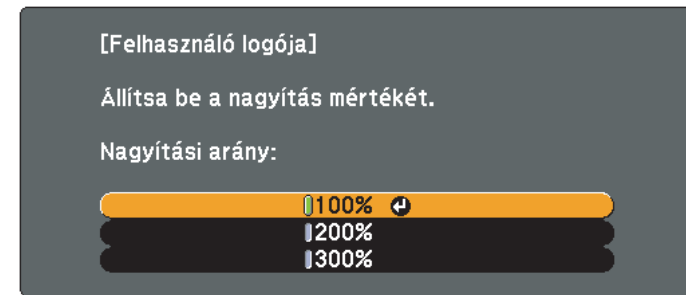 [Felhasználó logója]
Állítsa be a nagyítás mértékét.
Nagyítási arány:
100%
200%
300%